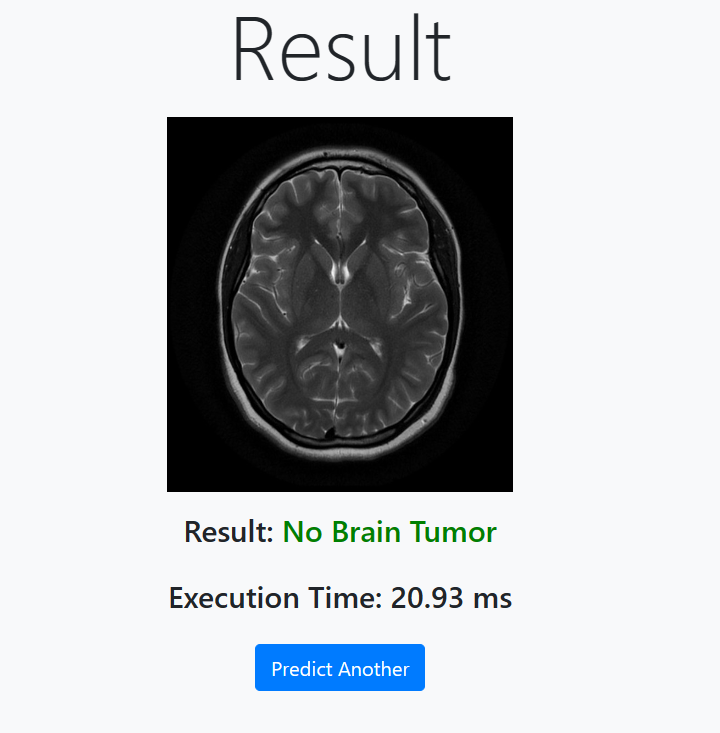 Result
Result: No Brain Tumor
Execution Time: 20.93 ms
Predict Another